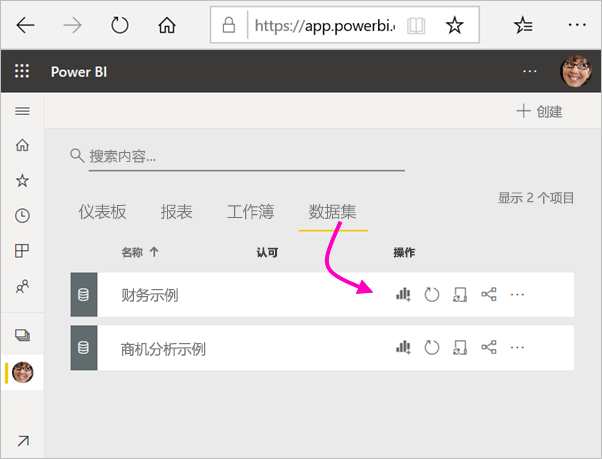 https://app.powerbi.
Power BI
创建
搜索内容...
显示 2 个项目
仪表板 报表 工作簿 数据集
名称 认可 操作
财务示例
商机分析示例